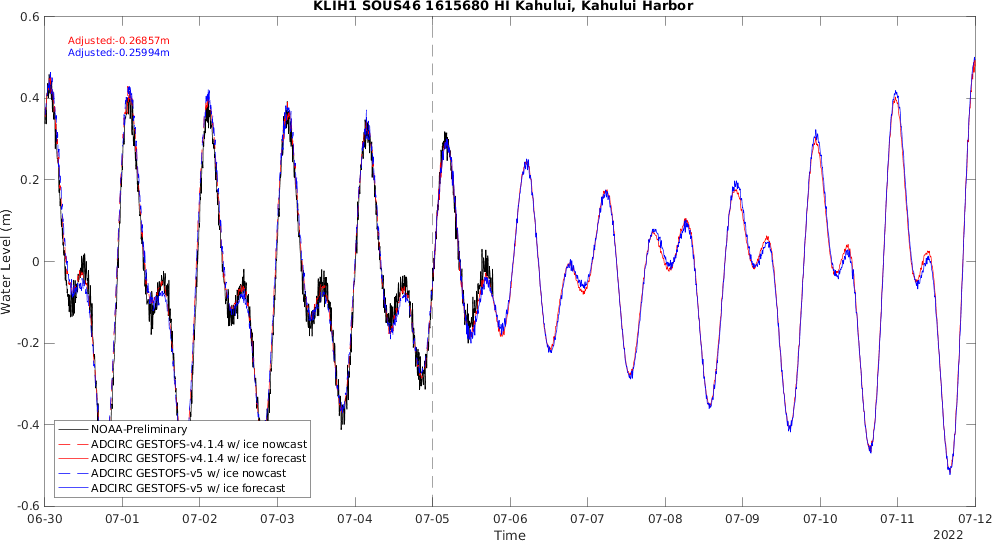 KLIH1 SOUS46 1615680 HI Kahului, Kahului Harbor
0.6
Adjusted:-0.26857m
Adjusted:-0.25994m
0.4
0.2
0
-0.2
-0.4
-0.6
Water Level (m)
NOAA-Preliminary
ADCIRC GESTOFS-v4.1.4 w/ ice nowcast
ADCIRC GESTOFS-v4.1.4 w/ ice forecast
ADCIRC GESTOFS-v5 w/ ice nowcast
ADCIRC GESTOFS-v5 w/ ice forecast
06-30 07-01 07-02 07-03 07-04 07-05 07-06 07-07 07-08 07-09 07-10 07-11 07-12
Time
2022